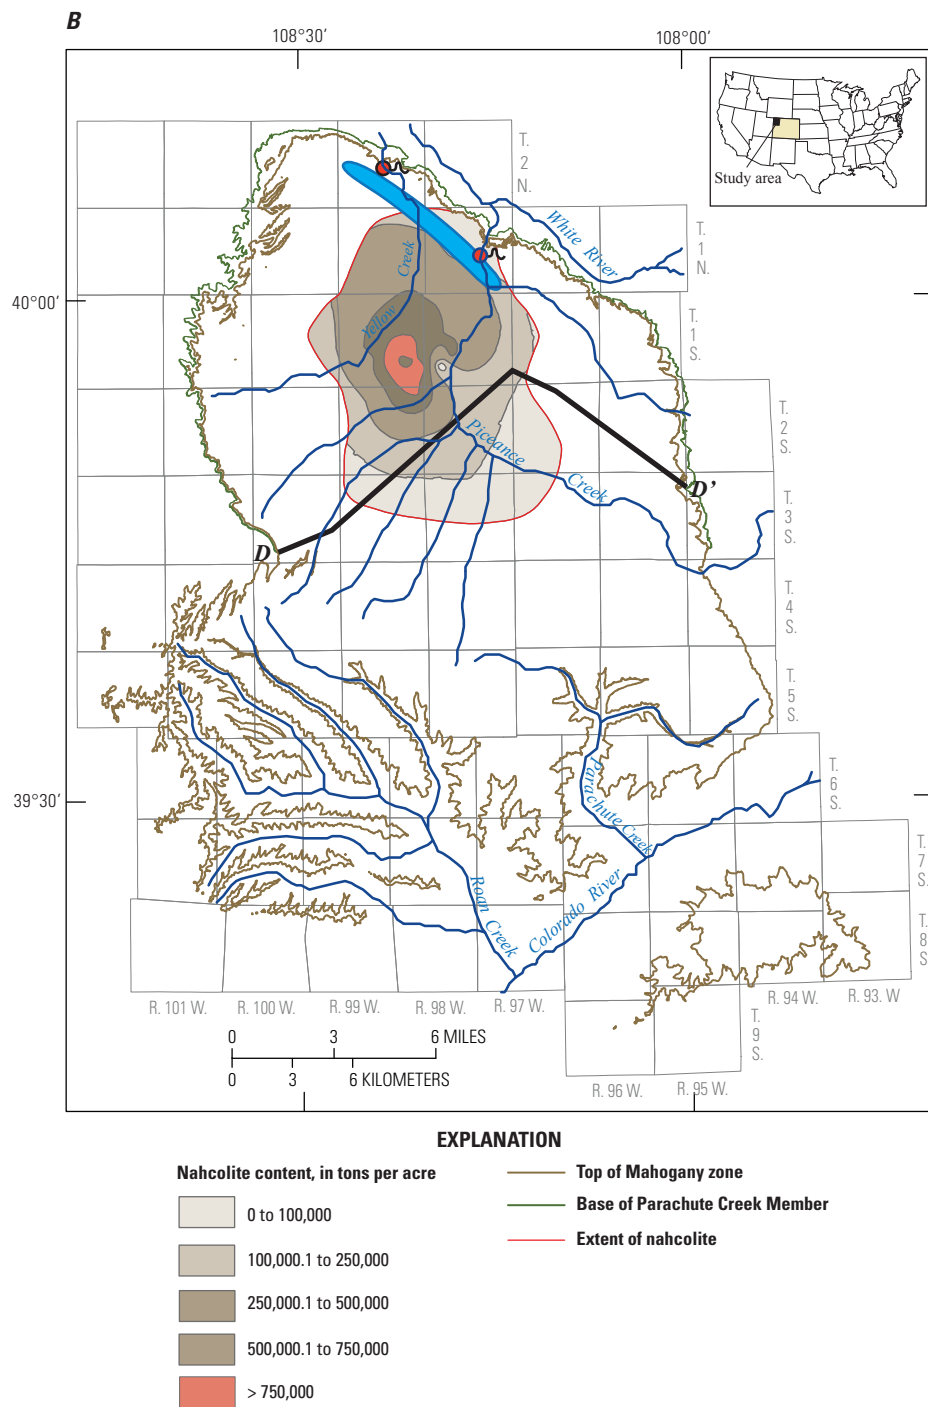 B
108°30'
108°00'
Study area
T.
2
N.
White River
T.
1
N.
Creek
40°00'
Yellow
T.
1
S.
T.
2
S.
Piceance
Creek
D'
T.
3
S.
D
T.
4
S.
T.
5
S.
T.
6
S.
Parachute Creek
39°30'
T.
7
S.
Roan Creek
Colorado River
T.
8
S
R. 101 W.
R. 100 W.
R. 99 W.
R. 98 W.
R. 97 W.
R. 94 W.
R. 93. W
T.
9
S.
0
3
6 MILES
0
3
6 KILOMETERS
R. 96 W.
R. 95 W.
EXPLANATION
Nahcolite content, in tons per acre
0 to 100,000
100,000.1 to 250,000
250,000.1 to 500,000
500,000.1 to 750,000
> 750,000
Top of Mahogany zone
Base of Parachute Creek Member
Extent of nahcolite